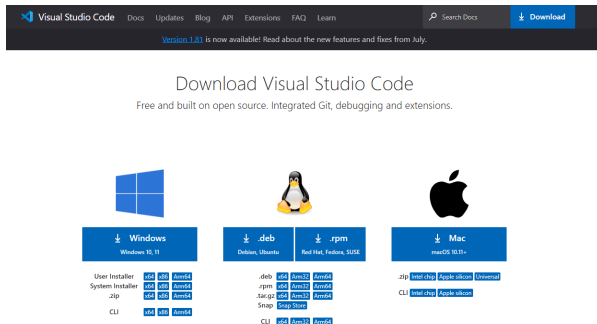 Visual Studio Code Docs Updates Blog API Extensions FAQ Learn Search Docs Download
Version 1.81 is now available! Read about the new features and fixes from July.
Download Visual Studio Code
Free and built on open source. Integrated Git, debugging and extensions.
Windows
Windows 10, 11
User Installer x64 x86 Arm64
System Installer x64 x86 Arm64
.zip x64 x86 Arm64
CLI x64 x86 Arm64
.deb
Debian, Ubuntu
.rpm
Red Hat, Fedora, SUSE
.deb x64 Arm32 Arm64
.rpm x64 Arm32 Arm64
.tar.gz x64 Arm32 Arm64
Snap Snap Store
CLI x64 Arm32 Arm64
Mac
macOS 10.11+
.zip Intel chip Apple silicon Universal
CLI Intel chip Apple silicon